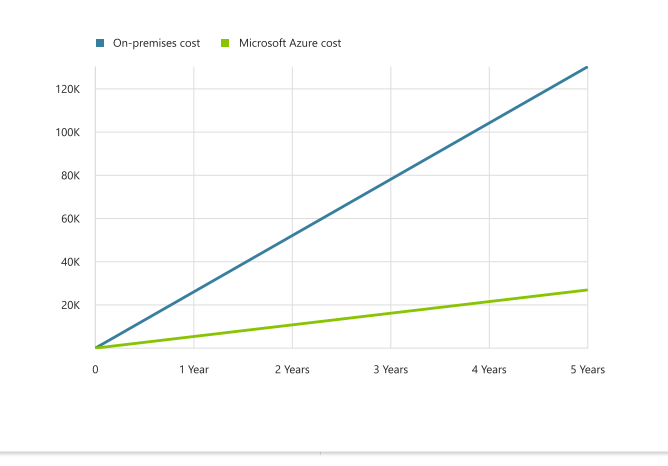 On-premises cost Microsoft Azure cost
120K
100K
80K
60K
40K
20K
0 1 Year 2 Years 3 Years 4 Years 5 Years